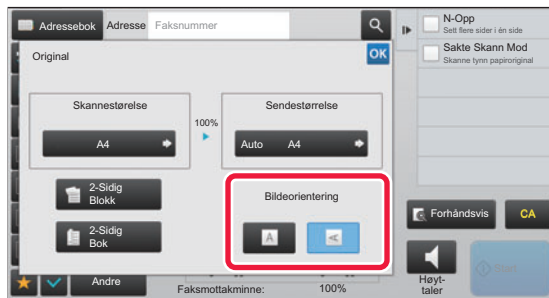 Adressebok
Adresse
Faksnummer
N-Opp
Sett flere sider i én side
Sakte Skann Mod
Skanne tynn papiroriginal
Original
OK
Skannestørelse
100%
Sendestørrelse
A4
Auto A4
2-Sidig
Blokk
2-Sidig
Bok
Bildeorientering
A
A
Forhåndsvis
CA
Høyt-
taler
Start
Andre
Faksmottakminne:
100%